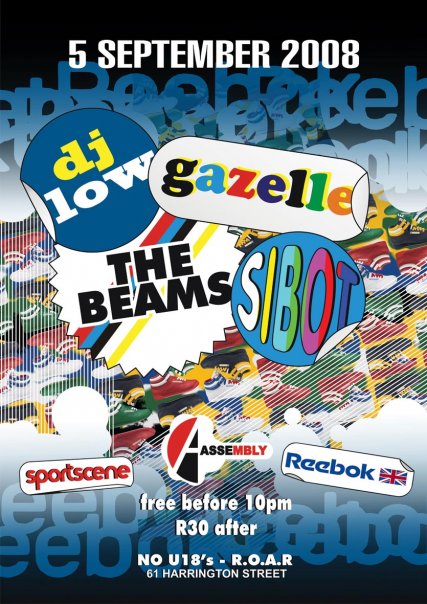 5 SEPTEMBER 2008
dj
low
gazelle
THE
BEAMS
SIBOT
ASSEMBLY
sportscene
Reebok
free before 10pm
R30 after
NO U18's - R.O.A.R
61 HARRINGTON STREET